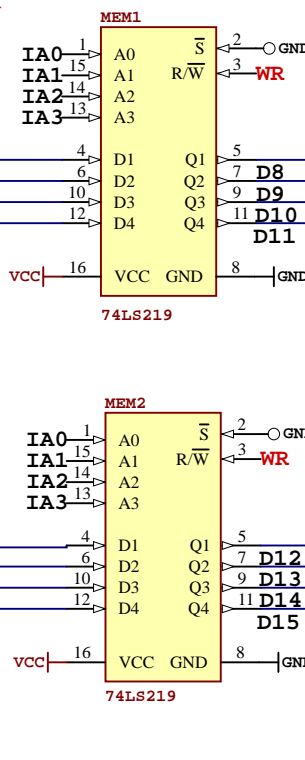 MEM1
IA0 1 A0 S 2 GND
IA1 15 A1 R/W 3 WR
IA2 14 A2
IA3 13 A3
4 D1 Q1 5
6 D2 Q2 7 D8
10 D3 Q3 9 D9
12 D4 Q4 11 D10
D11
VCC 16 VCC GND 8 GND
74LS219
MEM2
IA0 1 A0 S 2 GN
IA1 15 A1 R/W 3 WR
IA2 14 A2
IA3 13 A3
4 D1 Q1 5
6 D2 Q2 7 D12
10 D3 Q3 9 D13
12 D4 Q4 11 D14
D15
VCC 16 VCC GND 8 GND
74LS219